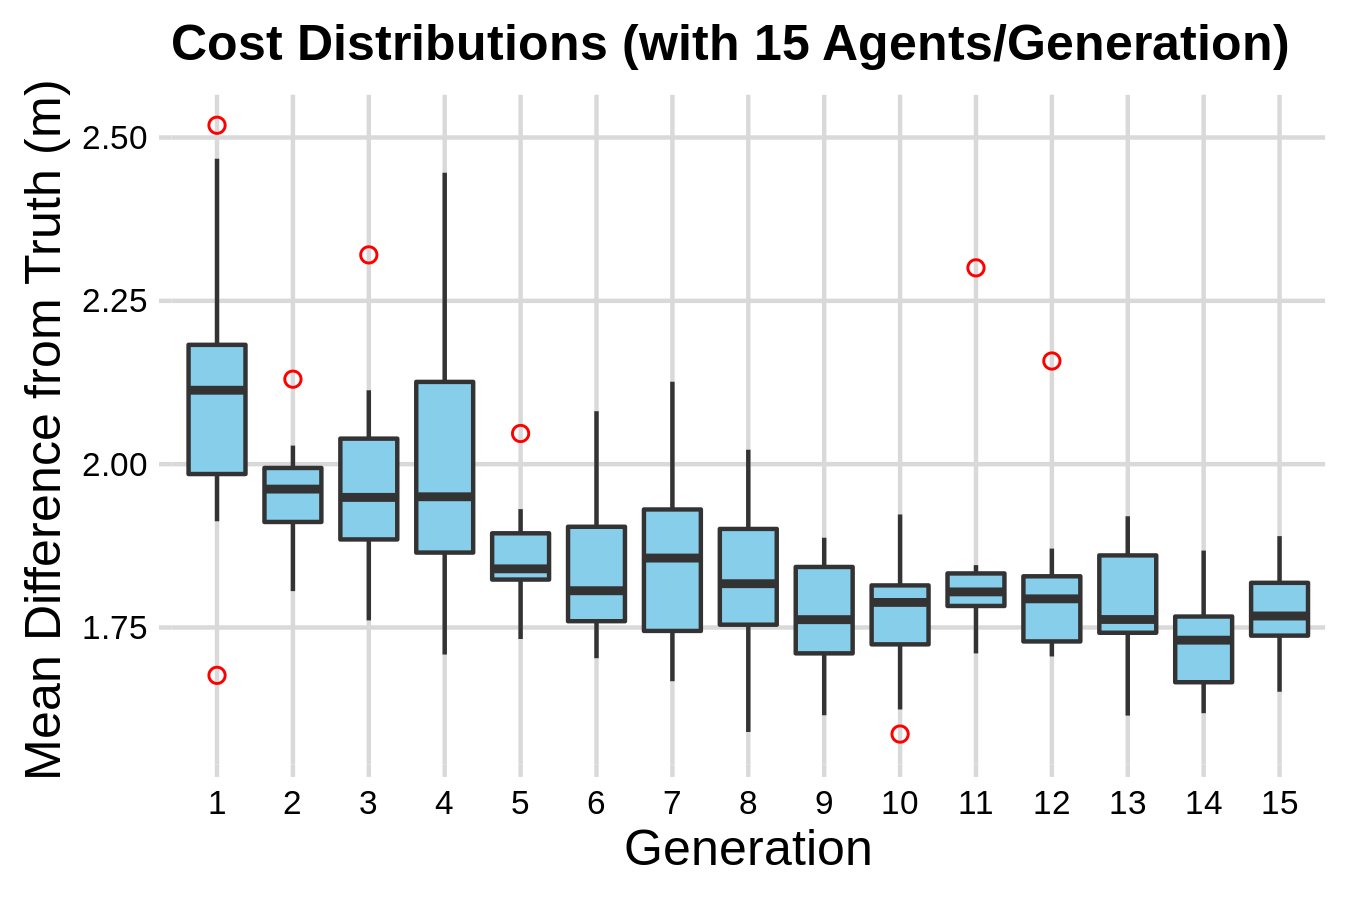 Cost Distributions (with 15 Agents/Generation)
Mean Difference from Truth (m)
2.50
2.25
2.00
1.75
1 2 3 4 5 6 7 8 9 10 11 12 13 14 15
Generation